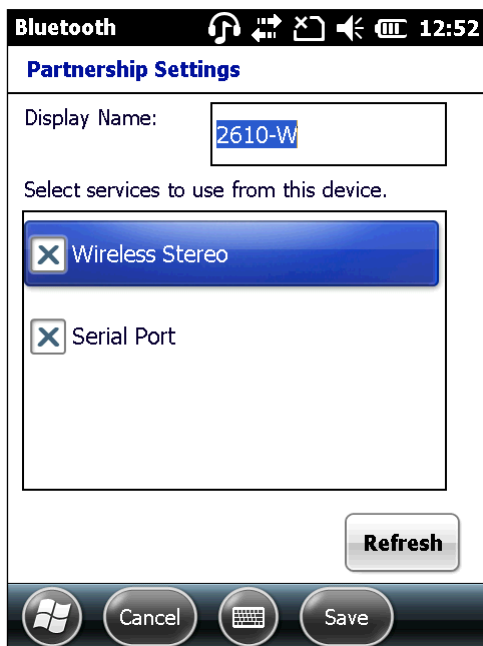 Bluetooth 12:52
Partnership Settings
Display Name:
2610-W
Select services to use from this device.
Wireless Stereo
Serial Port
Refresh
Cancel Save